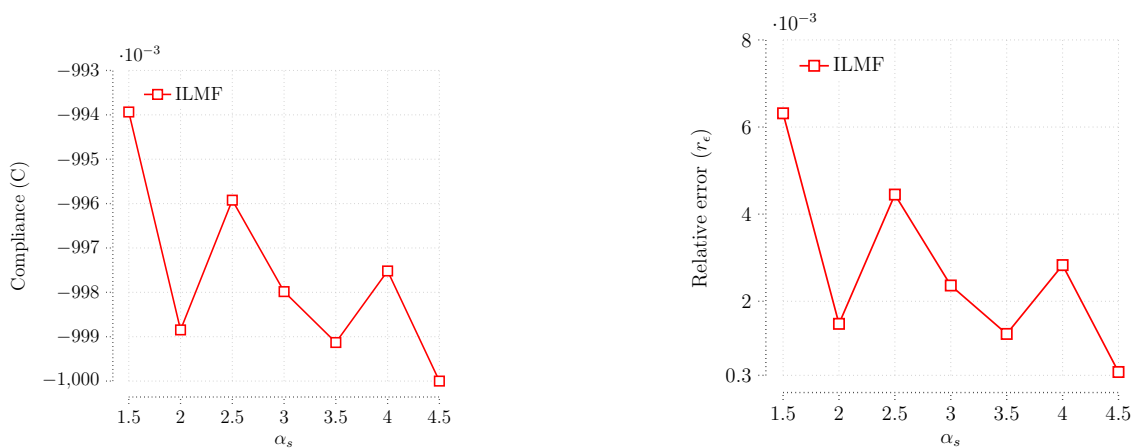 ·10⁻³
−993
−994
−995
−996
−997
−998
−999
−1,000
Compliance (C)
ILMF
1.5 2 2.5 3 3.5 4 4.5
αₛ
·10⁻³
8
6
4
2
0.3
Relative error (r_ϵ)
ILMF
1.5 2 2.5 3 3.5 4 4.5
αₛ